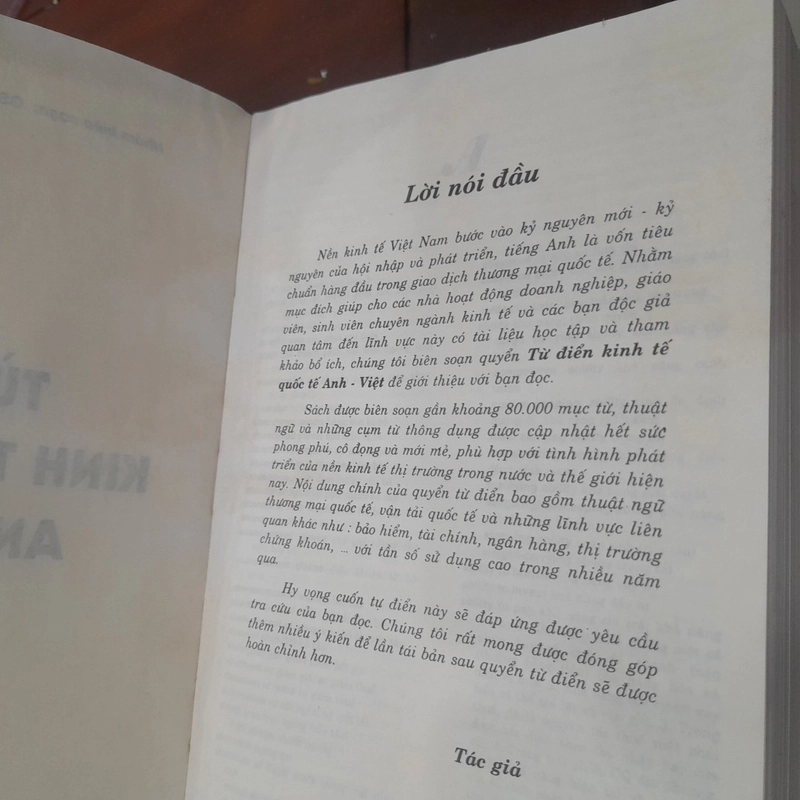 Lời nói đầu
Nền kinh tế Việt Nam bước vào kỷ nguyên mới - kỷ
nguyên của hội nhập và phát triển, tiếng Anh là vốn tiêu
chuẩn hàng đầu trong giao dịch thương mại quốc tế. Nhằm
mục đích giúp cho các nhà hoạt động doanh nghiệp, giáo
viên, sinh viên chuyên ngành kinh tế và các bạn độc giả
quan tâm đến lĩnh vực này có tài liệu học tập và tham
khảo bổ ích, chúng tôi biên soạn quyển Từ điển kinh tế
quốc tế Anh - Việt để giới thiệu với bạn đọc.
Sách được biên soạn gần khoảng 80.000 mục từ, thuật
ngữ và những cụm từ thông dụng được cập nhật hết sức
phong phú, cô đọng và mới mẻ, phù hợp với tình hình phát
triển của nền kinh tế thị trường trong nước và thế giới hiện
nay. Nội dung chính của quyển từ điển bao gồm thuật ngữ
thương mại quốc tế, vận tải quốc tế và những lĩnh vực liên
quan khác như : bảo hiểm, tài chính, ngân hàng, thị trường
chứng khoán, ... với tần số sử dụng cao trong nhiều năm
qua.
Hy vọng cuốn tự điển này sẽ đáp ứng được yêu cầu
tra cứu của bạn đọc. Chúng tôi rất mong được đóng góp
thêm nhiều ý kiến để lần tái bản sau quyển từ điển sẽ được
hoàn chỉnh hơn.
Tác giả